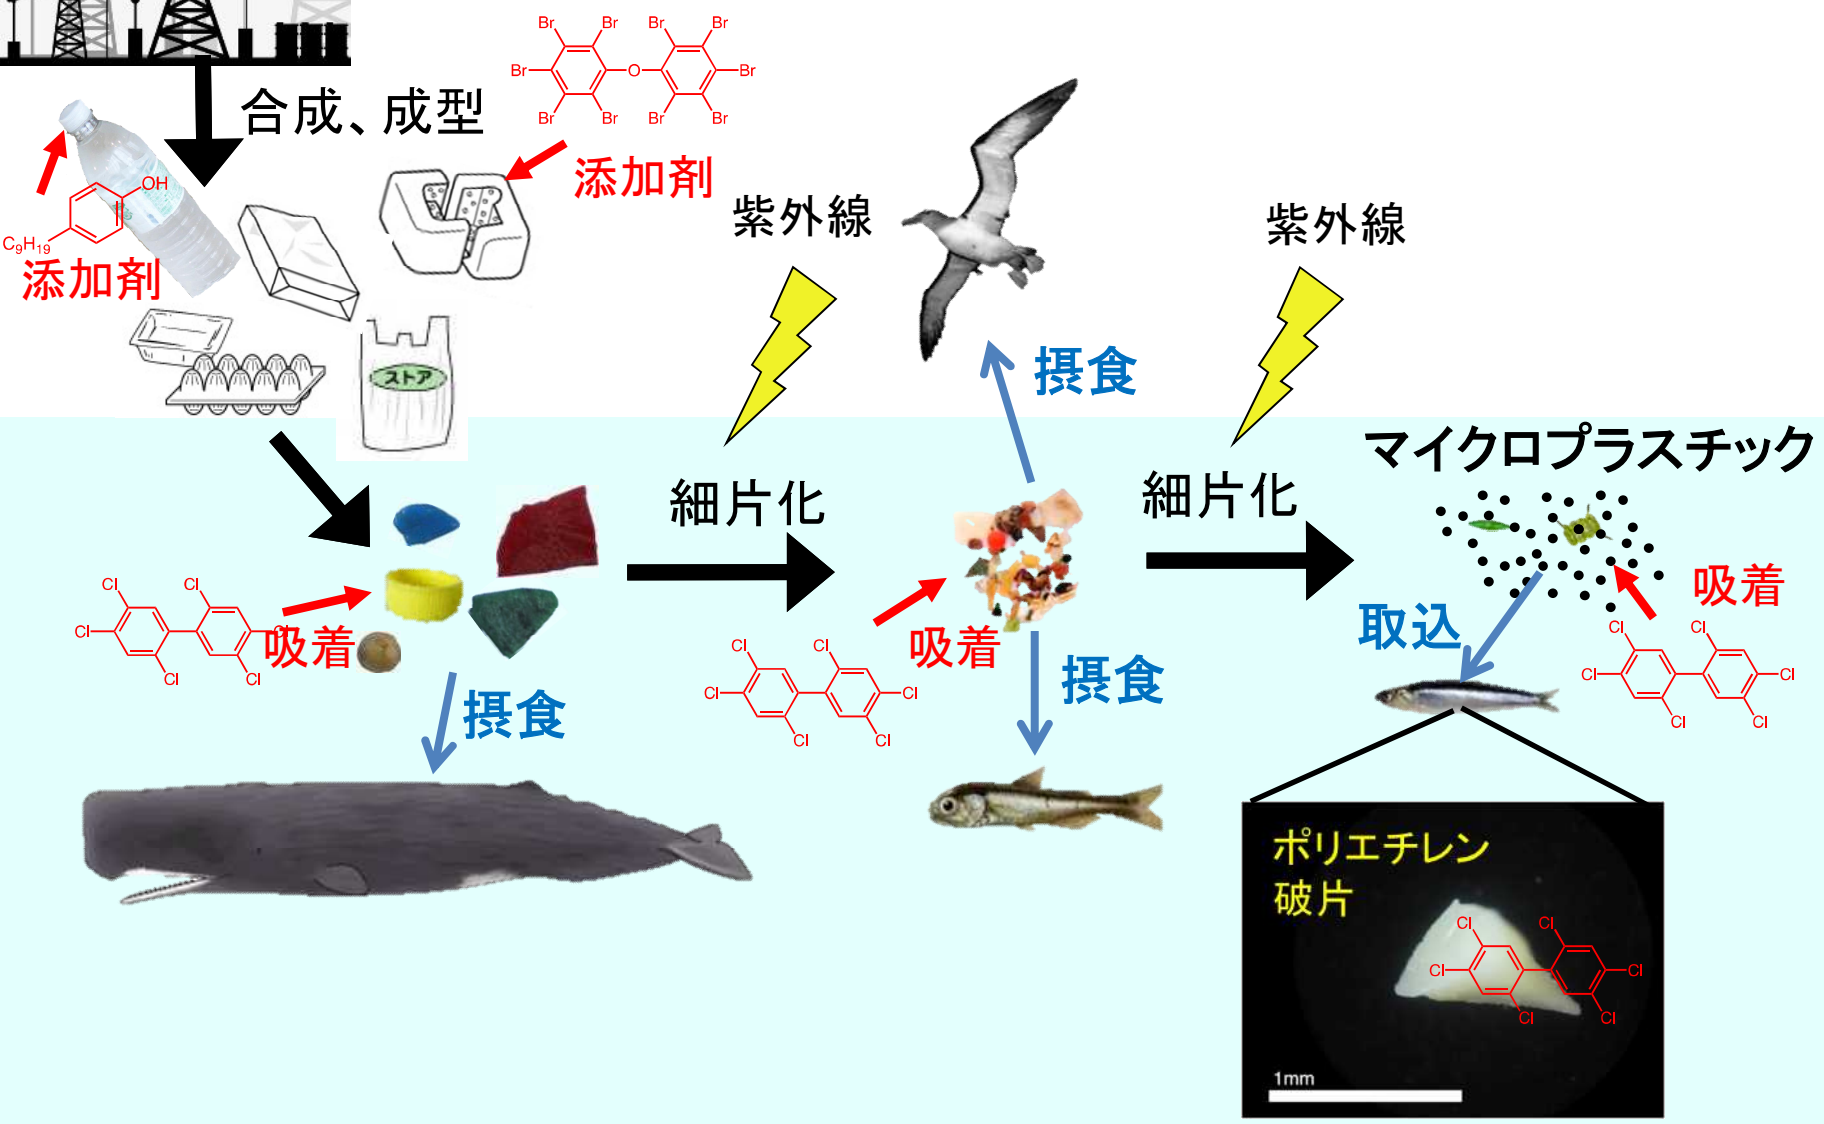 Br Br Br Br
Br O Br
Br Br Br Br
合成、成型
添加剤
OH
C9H19
添加剤
紫外線
紫外線
ストア
摂食
マイクロプラスチック
細片化
細片化
Cl Cl
Cl Cl
Cl Cl
吸着
摂食
Cl Cl
Cl Cl
Cl Cl
吸着
摂食
取込
吸着
Cl Cl
Cl Cl
Cl Cl
ポリエチレン
破片
Cl Cl
Cl Cl
Cl Cl
1mm